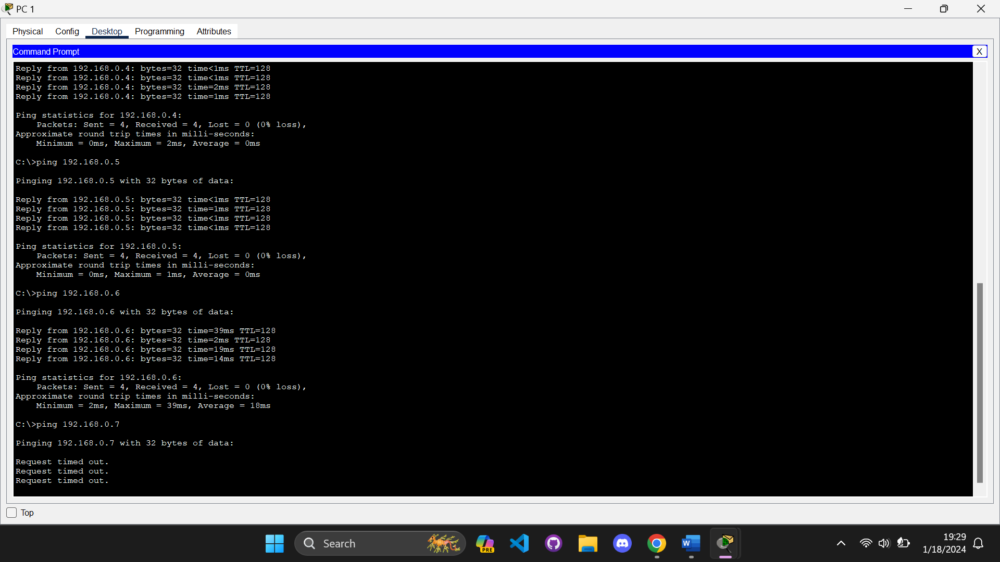 PC 1
Physical Config Desktop Programming Attributes
Command Prompt
X
Reply from 192.168.0.4: bytes=32 time<1ms TTL=128
Reply from 192.168.0.4: bytes=32 time<1ms TTL=128
Reply from 192.168.0.4: bytes=32 time=2ms TTL=128
Reply from 192.168.0.4: bytes=32 time=1ms TTL=128
Ping statistics for 192.168.0.4:
    Packets: Sent = 4, Received = 4, Lost = 0 (0% loss),
Approximate round trip times in milli-seconds:
    Minimum = 0ms, Maximum = 2ms, Average = 0ms
C:\>ping 192.168.0.5
Pinging 192.168.0.5 with 32 bytes of data:
Reply from 192.168.0.5: bytes=32 time<1ms TTL=128
Reply from 192.168.0.5: bytes=32 time=1ms TTL=128
Reply from 192.168.0.5: bytes=32 time<1ms TTL=128
Reply from 192.168.0.5: bytes=32 time<1ms TTL=128
Ping statistics for 192.168.0.5:
    Packets: Sent = 4, Received = 4, Lost = 0 (0% loss),
Approximate round trip times in milli-seconds:
    Minimum = 0ms, Maximum = 1ms, Average = 0ms
C:\>ping 192.168.0.6
Pinging 192.168.0.6 with 32 bytes of data:
Reply from 192.168.0.6: bytes=32 time=39ms TTL=128
Reply from 192.168.0.6: bytes=32 time=2ms TTL=128
Reply from 192.168.0.6: bytes=32 time=19ms TTL=128
Reply from 192.168.0.6: bytes=32 time=14ms TTL=128
Ping statistics for 192.168.0.6:
    Packets: Sent = 4, Received = 4, Lost = 0 (0% loss),
Approximate round trip times in milli-seconds:
    Minimum = 2ms, Maximum = 39ms, Average = 18ms
C:\>ping 192.168.0.7
Pinging 192.168.0.7 with 32 bytes of data:
Request timed out.
Request timed out.
Request timed out.
Top
Search
PRE
W
19:29
1/18/2024